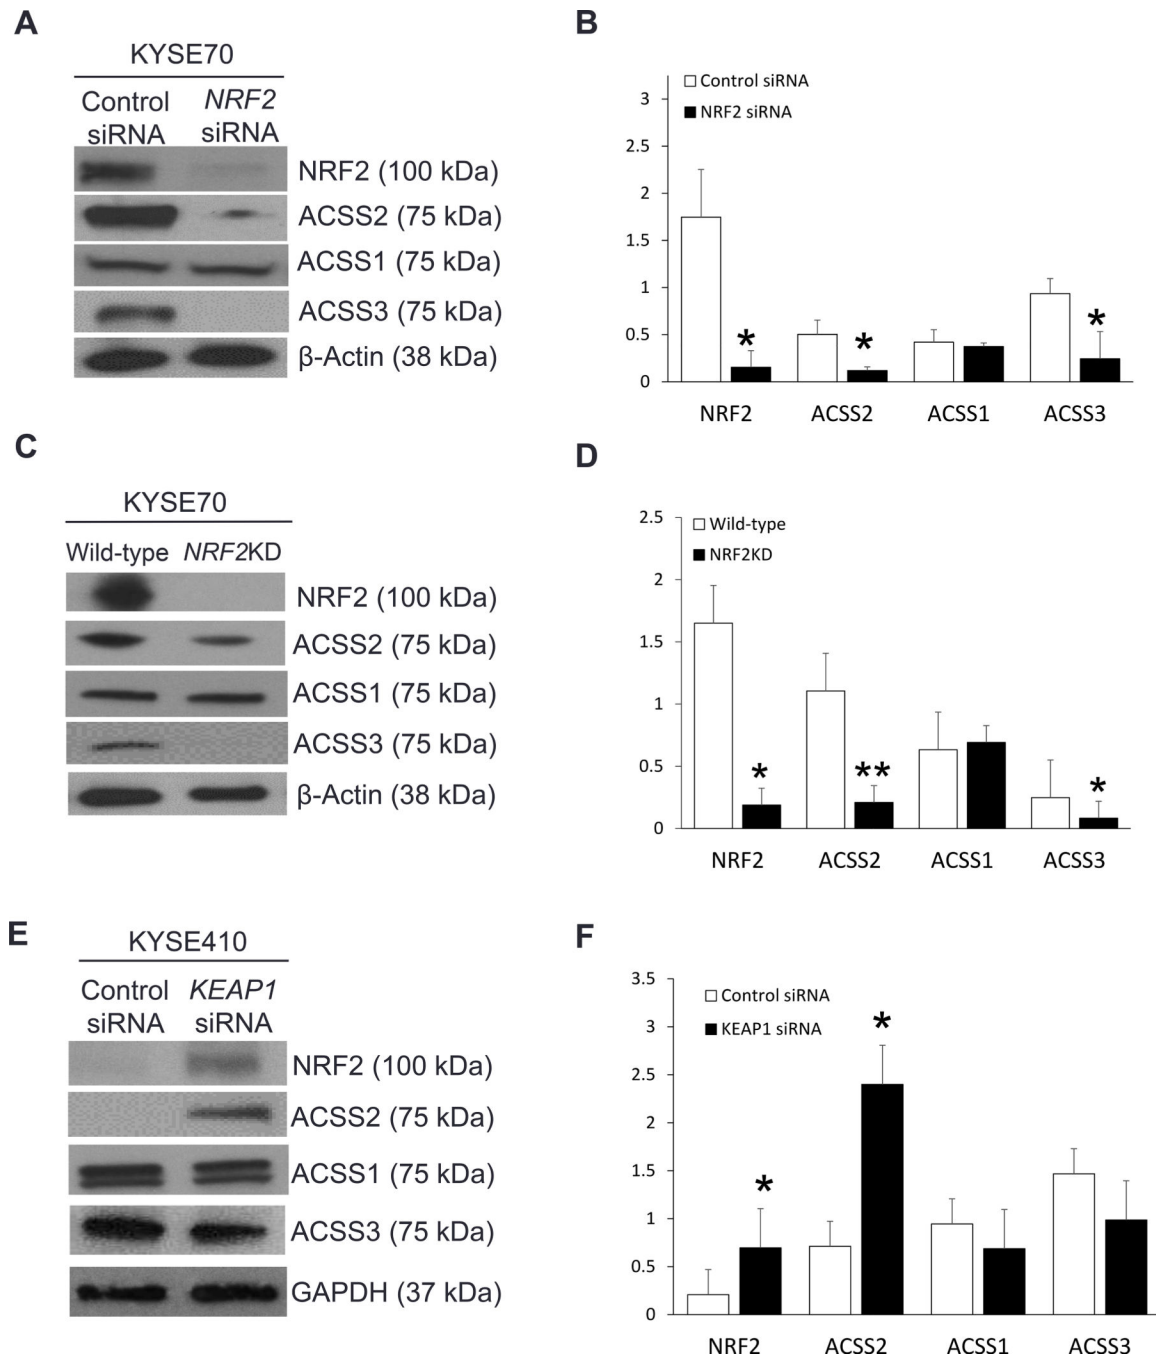 A
KYSE70
Control NRF2
siRNA siRNA
NRF2 (100 kDa)
ACSS2 (75 kDa)
ACSS1 (75 kDa)
ACSS3 (75 kDa)
β-Actin (38 kDa)
B
Control siRNA
NRF2 siRNA
3
2.5
2
1.5
1
0.5
0
* * *
NRF2 ACSS2 ACSS1 ACSS3
C
KYSE70
Wild-type NRF2KD
NRF2 (100 kDa)
ACSS2 (75 kDa)
ACSS1 (75 kDa)
ACSS3 (75 kDa)
β-Actin (38 kDa)
D
Wild-type
NRF2KD
2.5
2
1.5
1
0.5
0
* ** *
NRF2 ACSS2 ACSS1 ACSS3
E
KYSE410
Control KEAP1
siRNA siRNA
NRF2 (100 kDa)
ACSS2 (75 kDa)
ACSS1 (75 kDa)
ACSS3 (75 kDa)
GAPDH (37 kDa)
F
Control siRNA
KEAP1 siRNA
3.5
3
2.5
2
1.5
1
0.5
0
* *
NRF2 ACSS2 ACSS1 ACSS3